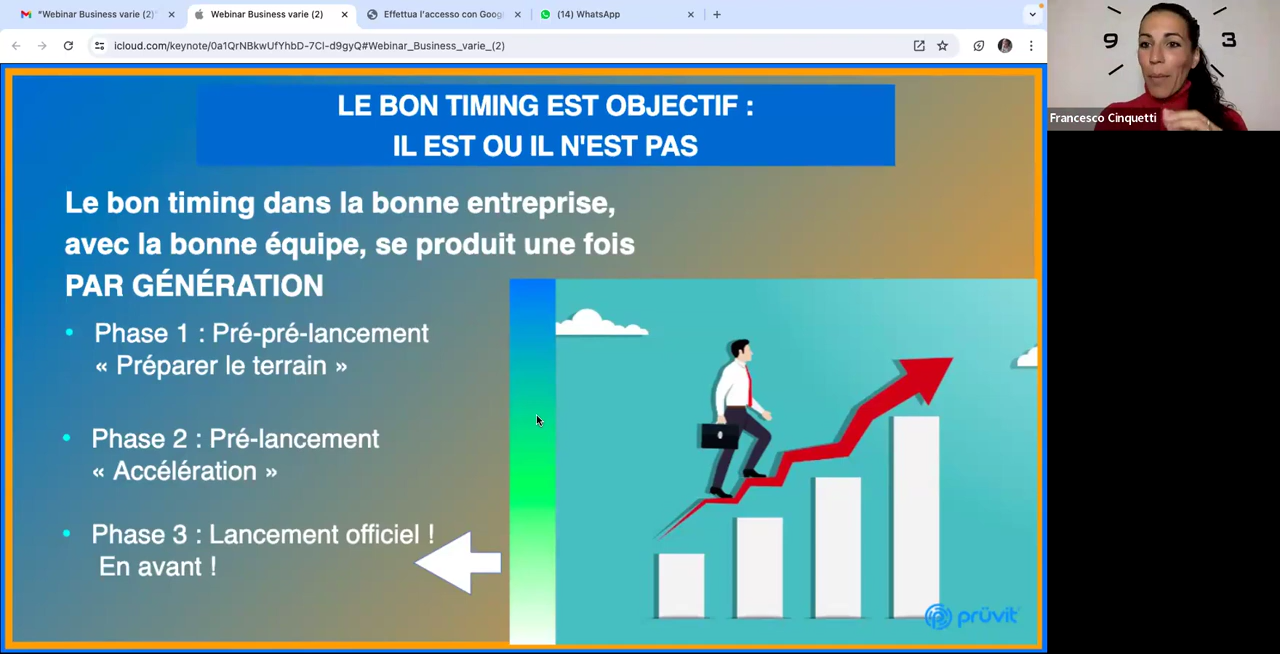 "Webinar Business varie (2)"
Webinar Business varie (2)
Effettua l'accesso con Goog
(14) WhatsApp
icloud.com/keynote/0a1QrNBkwUfYhbD-7CI-d9gyQ#Webinar_Business_varie_(2)
LE BON TIMING EST OBJECTIF :
IL EST OU IL N'EST PAS
Le bon timing dans la bonne entreprise,
avec la bonne équipe, se produit une fois
PAR GÉNÉRATION
• Phase 1 : Pré-pré-lancement
« Préparer le terrain »
• Phase 2 : Pré-lancement
« Accélération »
• Phase 3 : Lancement officiel !
En avant !
prüvit
9
3
Francesco Cinquetti